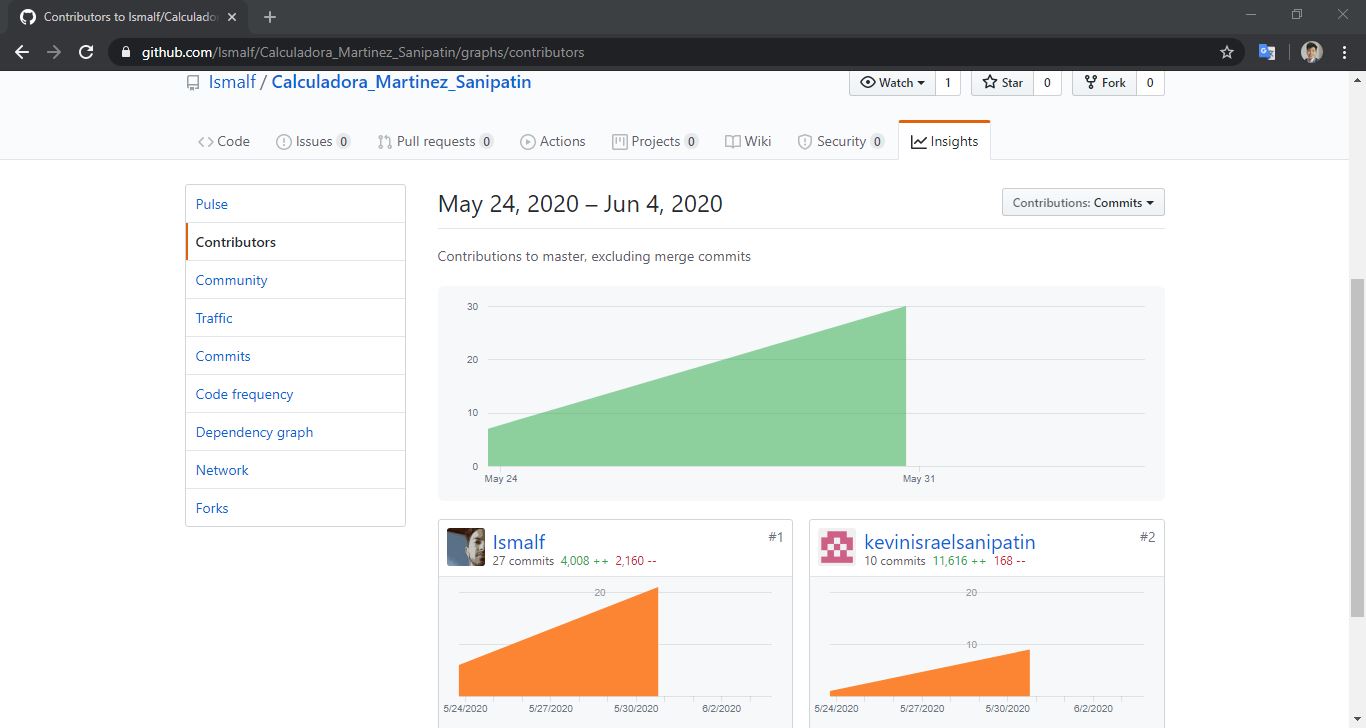 Contributors to Ismalf/Calculado
github.com/Ismalf/Calculadora_Martinez_Sanipatin/graphs/contributors
Ismalf / Calculadora_Martinez_Sanipatin
Watch 1 Star 0 Fork 0
Code Issues 0 Pull requests 0 Actions Projects 0 Wiki Security 0 Insights
Pulse
Contributors
Community
Traffic
Commits
Code frequency
Dependency graph
Network
Forks
May 24, 2020 – Jun 4, 2020
Contributions: Commits
Contributions to master, excluding merge commits
30
20
10
0
May 24 May 31
Ismalf #1
27 commits 4,008 ++ 2,160 --
20
5/24/2020 5/27/2020 5/30/2020 6/2/2020
kevinisraelsanipatin #2
10 commits 11,616 ++ 168 --
20
10
5/24/2020 5/27/2020 5/30/2020 6/2/2020